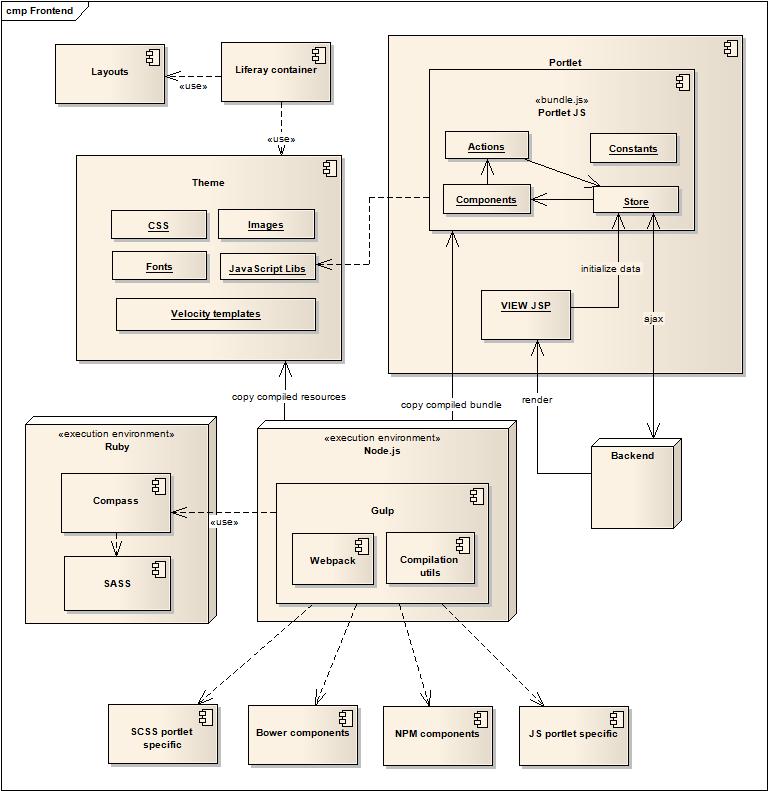 cmp Frontend
Layouts
«use»
Liferay container
«use»
Portlet
«bundle.js»
Portlet JS
Actions
Constants
Components
Store
Theme
CSS
Images
Fonts
JavaScript Libs
Velocity templates
initialize data
VIEW JSP
ajax
copy compiled resources
copy compiled bundle
render
«execution environment»
Ruby
Compass
SASS
«use»
«execution environment»
Node.js
Gulp
Webpack
Compilation
utils
Backend
SCSS portlet
specific
Bower components
NPM components
JS portlet specific